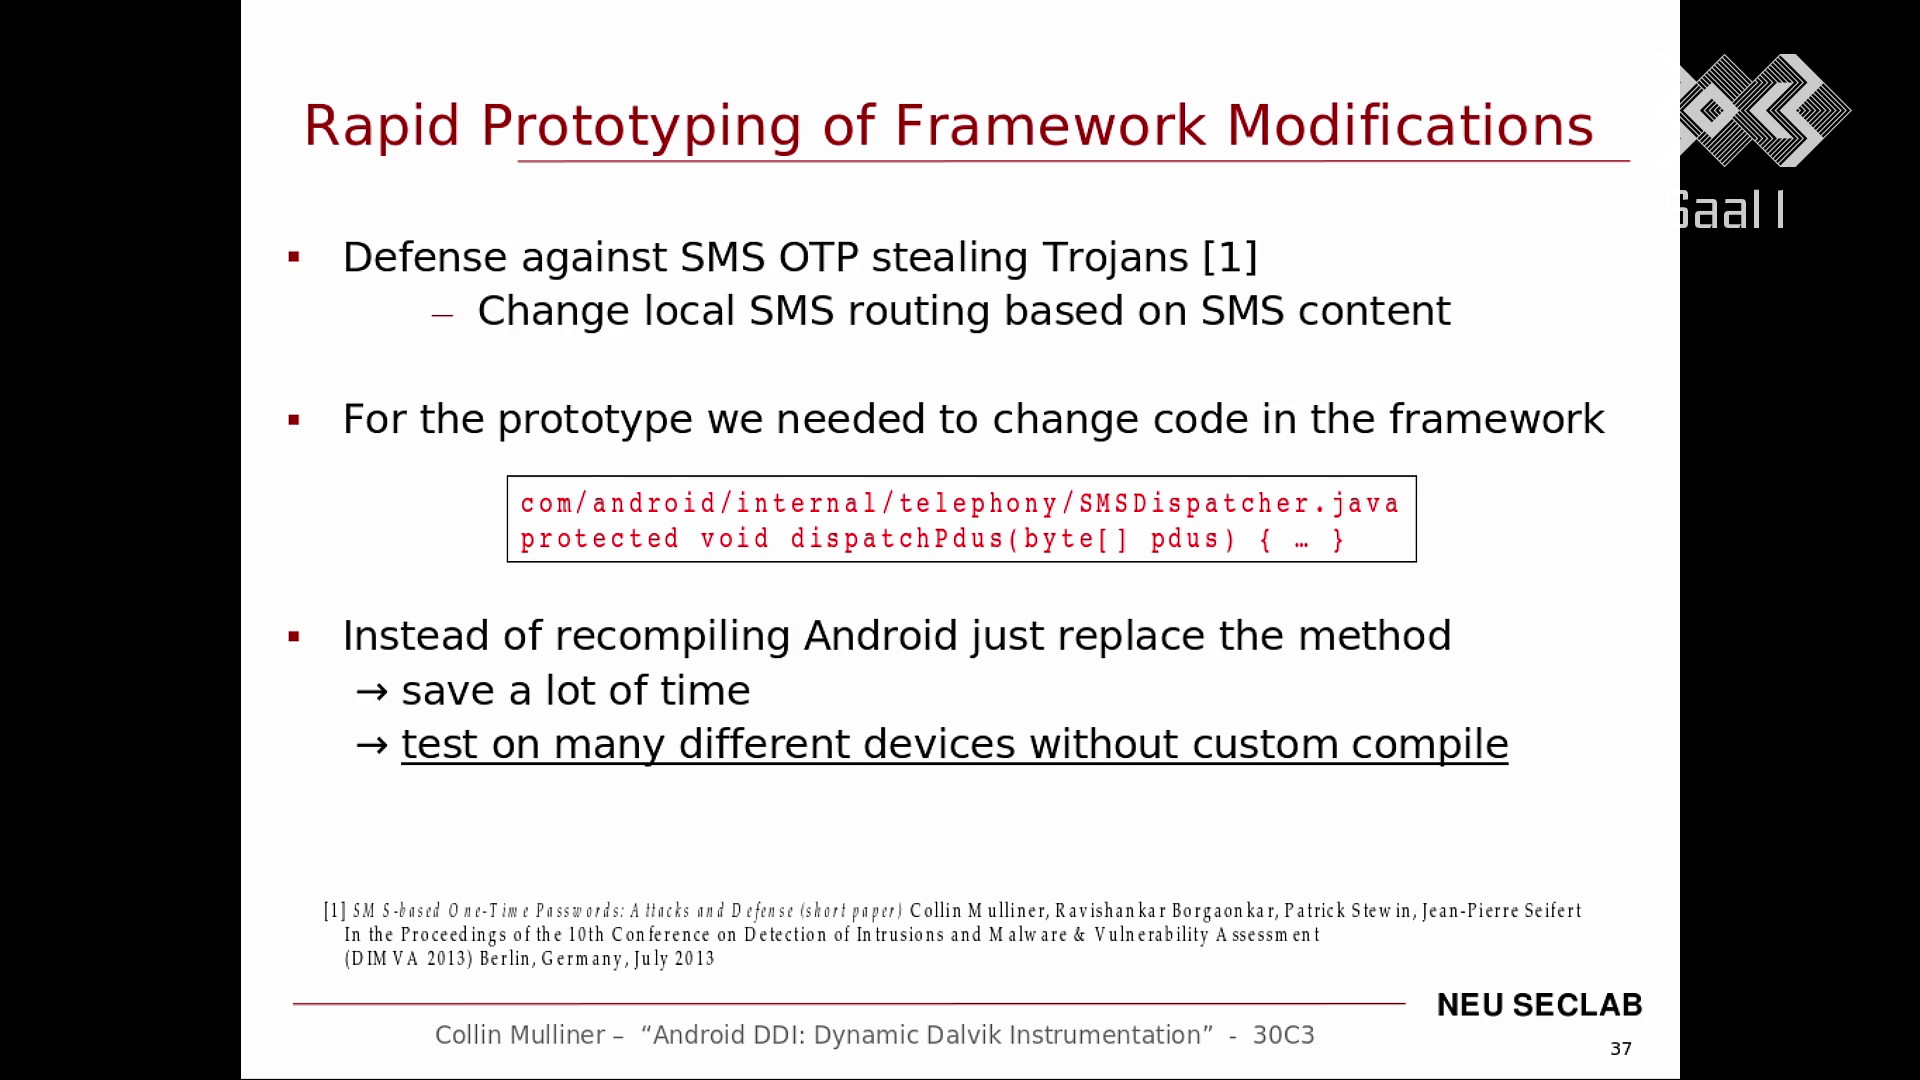 Rapid Prototyping of Framework Modifications
Saal 1
▪ Defense against SMS OTP stealing Trojans [1]
– Change local SMS routing based on SMS content
▪ For the prototype we needed to change code in the framework
com/android/internal/telephony/SMSDispatcher.java
protected void dispatchPdus(byte[] pdus) { … }
▪ Instead of recompiling Android just replace the method
→ save a lot of time
→ test on many different devices without custom compile
[1] SMS-based One-Time Passwords: Attacks and Defense (short paper) Collin Mulliner, Ravishankar Borgaonkar, Patrick Stewin, Jean-Pierre Seifert
In the Proceedings of the 10th Conference on Detection of Intrusions and Malware & Vulnerability Assessment
(DIMVA 2013) Berlin, Germany, July 2013
NEU SECLAB
Collin Mulliner – “Android DDI: Dynamic Dalvik Instrumentation” - 30C3
37